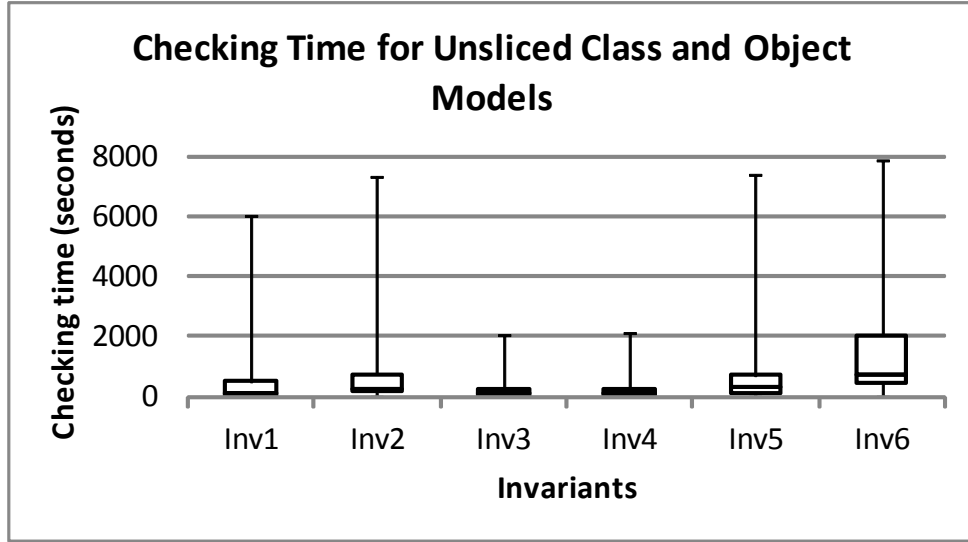 Checking Time for Unsliced Class and Object
Models
Checking time (seconds)
8000
6000
4000
2000
0
Inv1 Inv2 Inv3 Inv4 Inv5 Inv6
Invariants